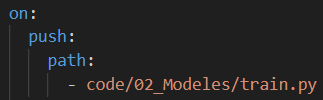 on:
  push:
    path:
      - code/02_Modeles/train.py